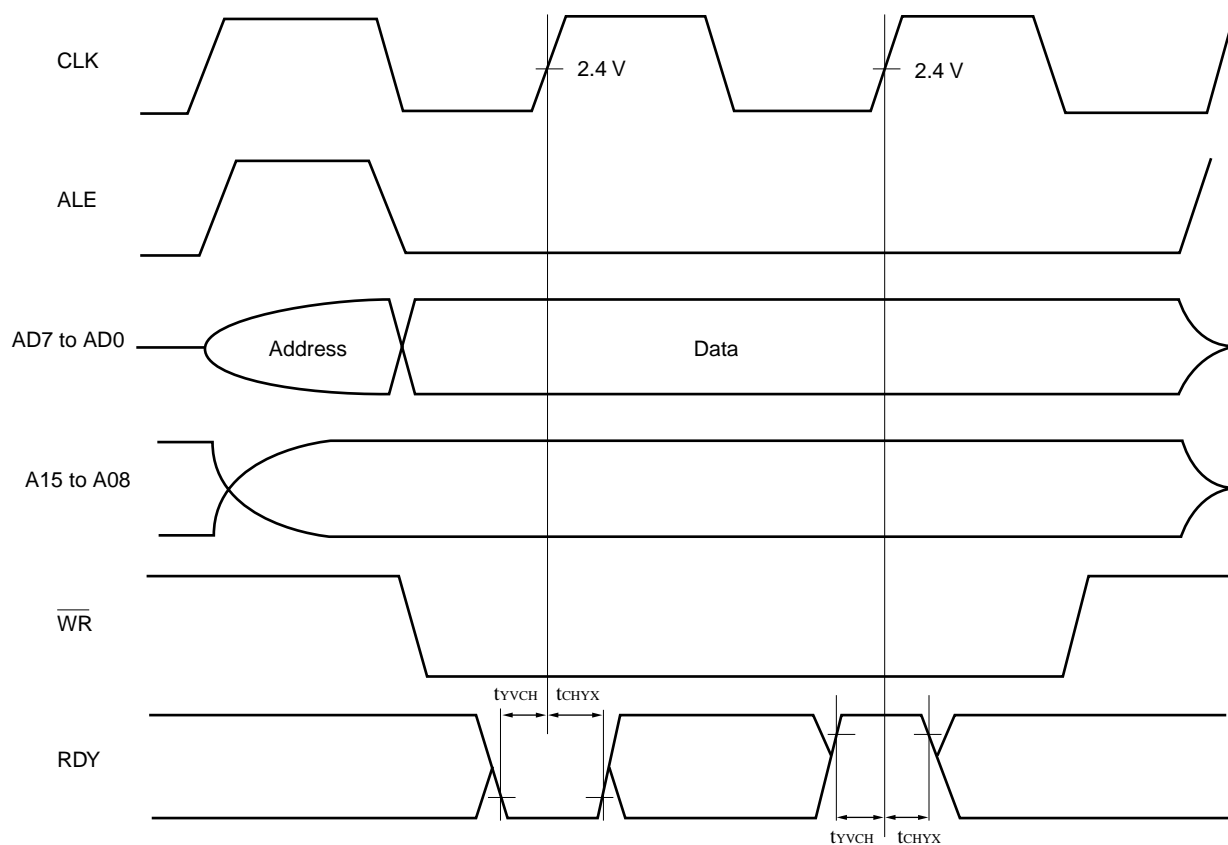 CLK
2.4 V
2.4 V
ALE
AD7 to AD0
Address
Data
A15 to A08
WR
tYVCH
tCHYX
RDY
tYVCH
tCHYX